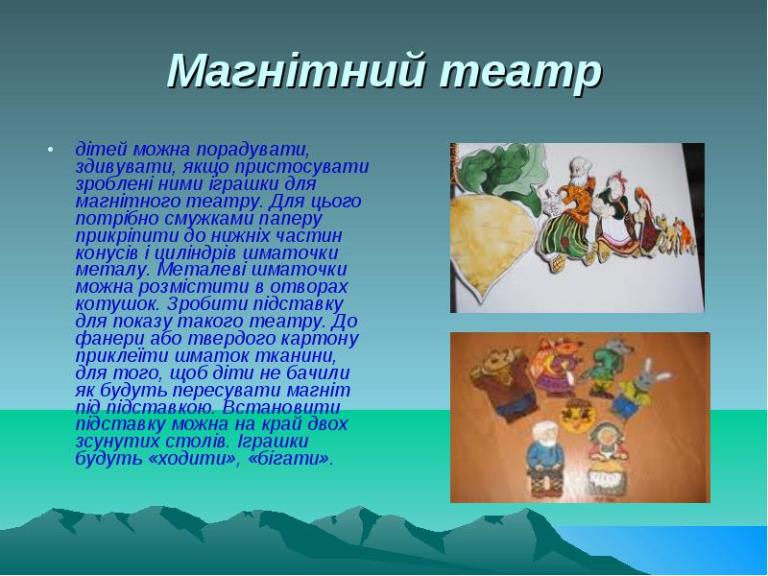 Магнітний театр
• дітей можна порадувати,
здивувати, якщо пристосувати
зроблені ними іграшки для
магнітного театру. Для цього
потрібно смужками паперу
прикріпити до нижніх частин
конусів і циліндрів шматочки
металу. Металеві шматочки
можна розмістити в отворах
котушок. Зробити підставку
для показу такого театру. До
фанери або твердого картону
приклеїти шматок тканини,
для того, щоб діти не бачили
як будуть пересувати магніт
під підставкою. Встановити
підставку можна на край двох
зсунутих столів. Іграшки
будуть «ходити», «бігати».